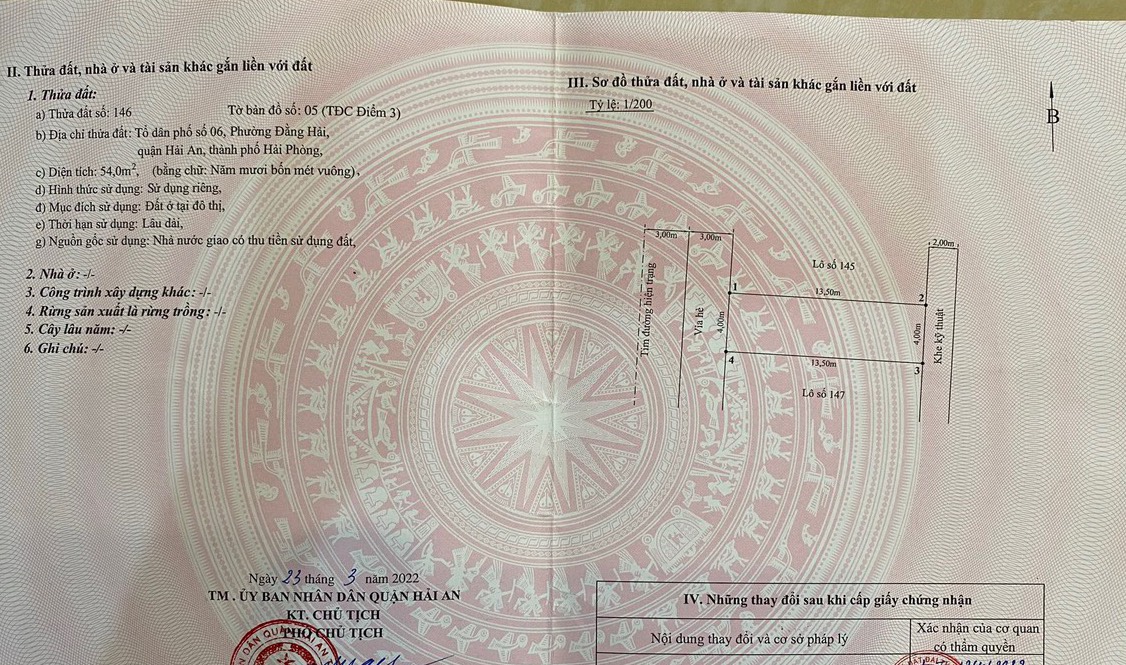 II. Thửa đất, nhà ở và tài sản khác gắn liền với đất
1. Thửa đất:
a) Thửa đất số: 146 Tờ bản đồ số: 05 (TĐC Điểm 3)
b) Địa chỉ thửa đất: Tổ dân phố số 06, Phường Đằng Hải,
quận Hải An, thành phố Hải Phòng,
c) Diện tích: 54,0m², (bằng chữ: Năm mươi bốn mét vuông),
d) Hình thức sử dụng: Sử dụng riêng,
đ) Mục đích sử dụng: Đất ở tại đô thị,
e) Thời hạn sử dụng: Lâu dài,
g) Nguồn gốc sử dụng: Nhà nước giao có thu tiền sử dụng đất,
2. Nhà ở: -/-
3. Công trình xây dựng khác: -/-
4. Rừng sản xuất là rừng trồng: -/-
5. Cây lâu năm: -/-
6. Ghi chú: -/-
Ngày 23 tháng 3 năm 2022
TM . ỦY BAN NHÂN DÂN QUẬN HẢI AN
KT. CHỦ TỊCH
PHÓ CHỦ TỊCH
III. Sơ đồ thửa đất, nhà ở và tài sản khác gắn liền với đất
Tỷ lệ: 1/200
B
3,00m
3,00m
2,00m
Lô số 145
1
13,50m
2
Tim đường hiện trạng
Vỉa hè
4,00m
4,00m
Khe kỹ thuật
4
13,50m
3
Lô số 147
IV. Những thay đổi sau khi cấp giấy chứng nhận
Nội dung thay đổi và cơ sở pháp lý
Xác nhận của cơ quan
có thẩm quyền